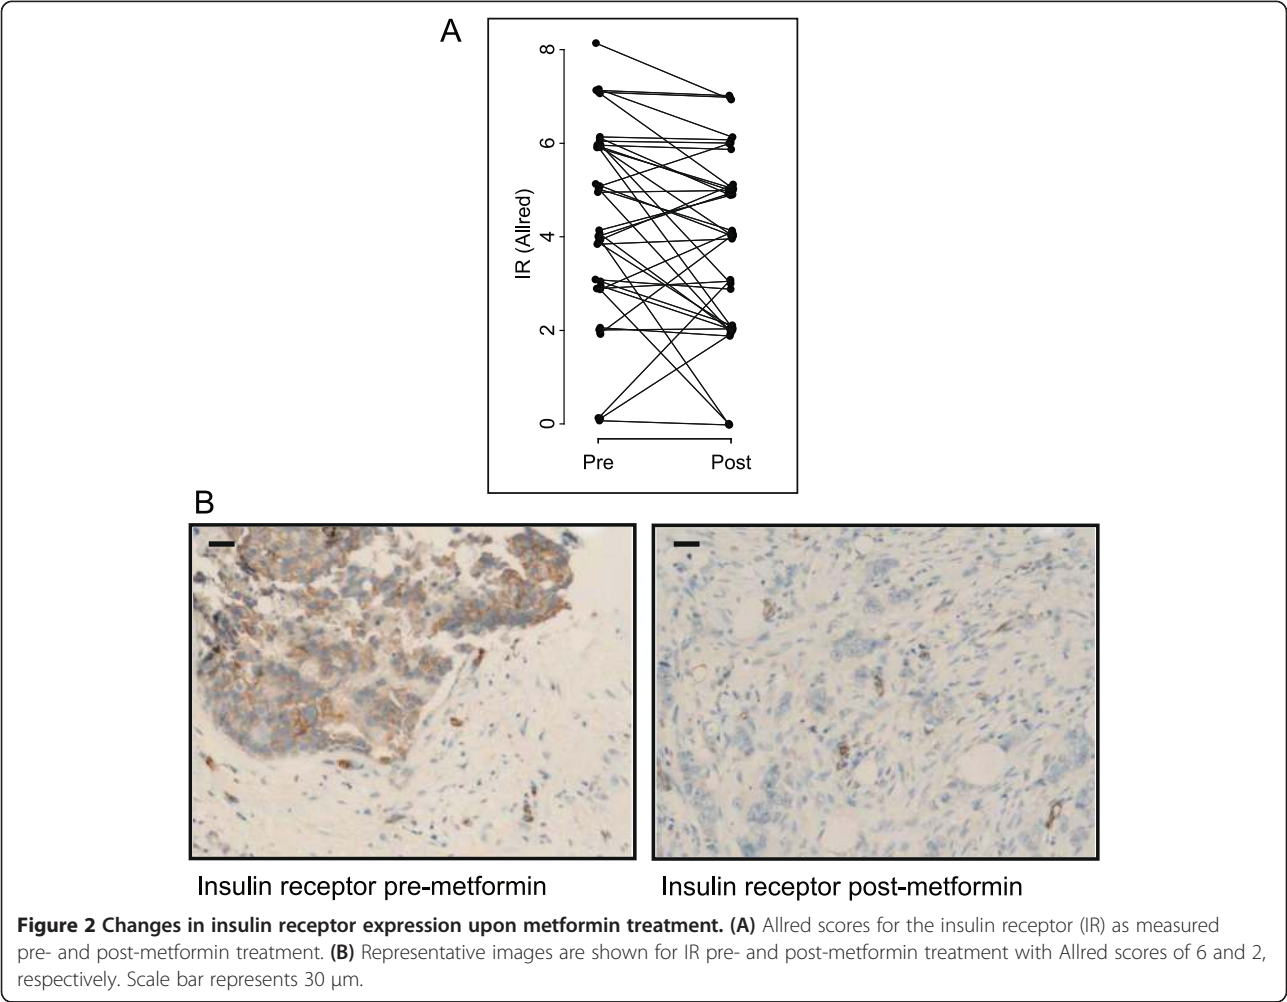 A
8
6
4
2
0
IR (Allred)
Pre Post
B
Insulin receptor pre-metformin Insulin receptor post-metformin
Figure 2 Changes in insulin receptor expression upon metformin treatment. (A) Allred scores for the insulin receptor (IR) as measured
pre- and post-metformin treatment. (B) Representative images are shown for IR pre- and post-metformin treatment with Allred scores of 6 and 2,
respectively. Scale bar represents 30 μm.